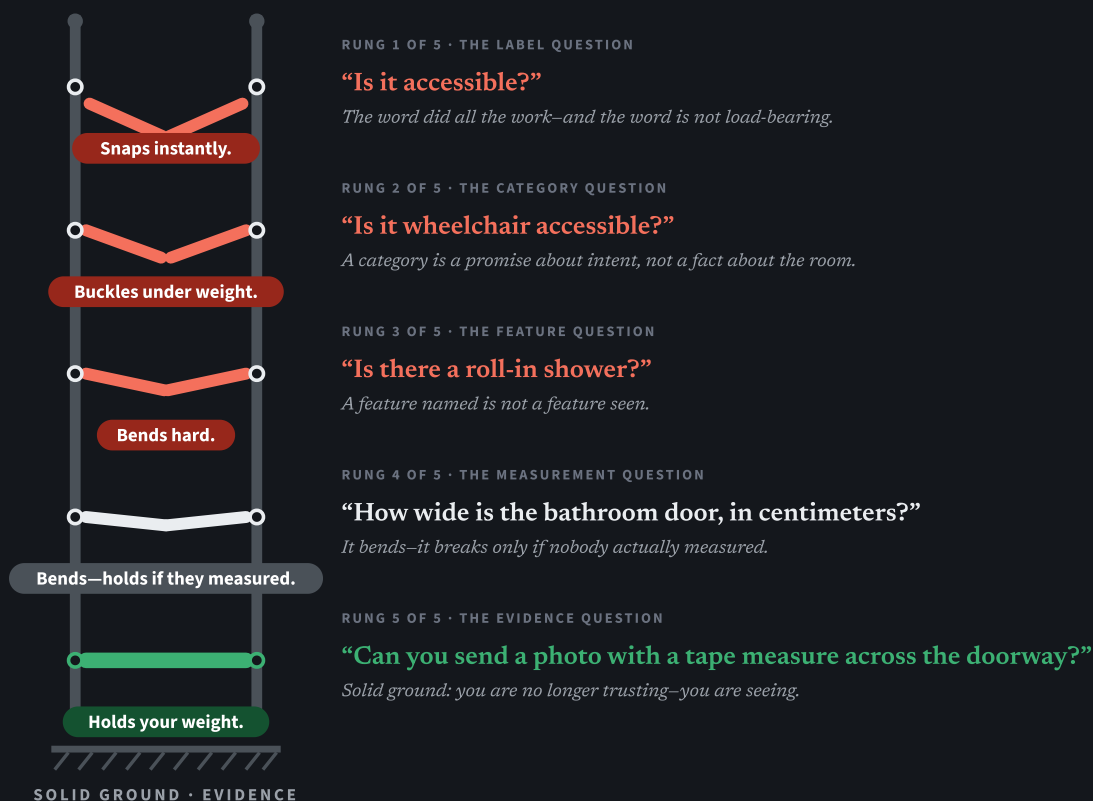 RUNG 1 OF 5 · THE LABEL QUESTION
“Is it accessible?”
The word did all the work—and the word is not load-bearing.
Snaps instantly.
RUNG 2 OF 5 · THE CATEGORY QUESTION
“Is it wheelchair accessible?”
A category is a promise about intent, not a fact about the room.
Buckles under weight.
RUNG 3 OF 5 · THE FEATURE QUESTION
“Is there a roll-in shower?”
A feature named is not a feature seen.
Bends hard.
RUNG 4 OF 5 · THE MEASUREMENT QUESTION
“How wide is the bathroom door, in centimeters?”
It bends—it breaks only if nobody actually measured.
Bends—holds if they measured.
RUNG 5 OF 5 · THE EVIDENCE QUESTION
“Can you send a photo with a tape measure across the doorway?”
Solid ground: you are no longer trusting—you are seeing.
Holds your weight.
SOLID GROUND · EVIDENCE